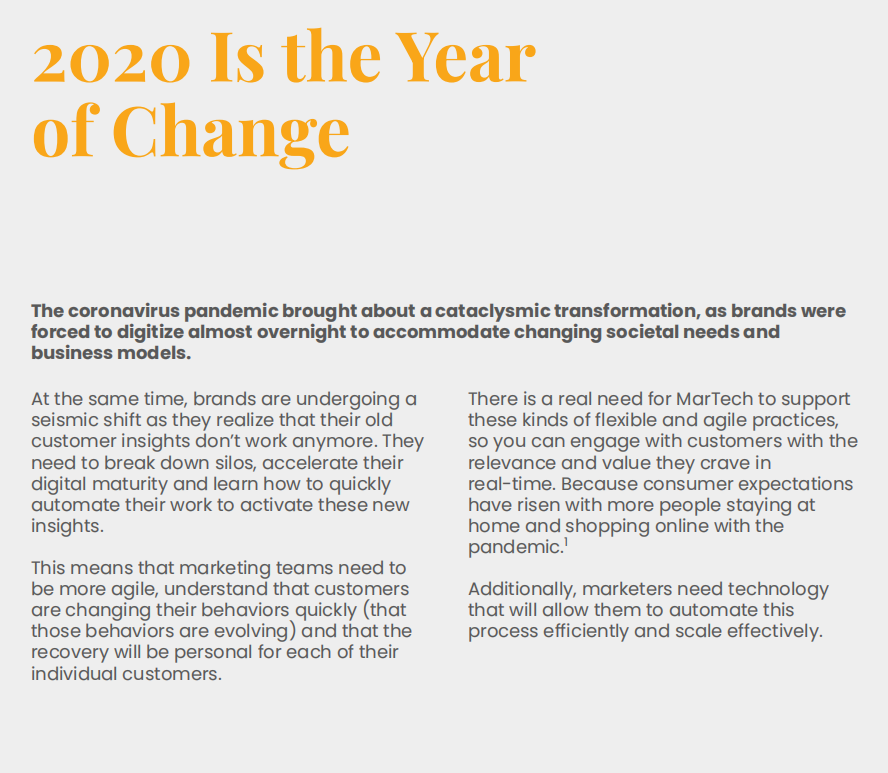 2020 Is the Year
of Change
The coronavirus pandemic brought about a cataclysmic transformation, as brands were
forced to digitize almost overnight to accommodate changing societal needs and
business models.
At the same time, brands are undergoing a
seismic shift as they realize that their old
customer insights don’t work anymore. They
need to break down silos, accelerate their
digital maturity and learn how to quickly
automate their work to activate these new
insights.
This means that marketing teams need to
be more agile, understand that customers
are changing their behaviors quickly (that
those behaviors are evolving) and that the
recovery will be personal for each of their
individual customers.
There is a real need for MarTech to support
these kinds of flexible and agile practices,
so you can engage with customers with the
relevance and value they crave in
real-time. Because consumer expectations
have risen with more people staying at
home and shopping online with the
pandemic.¹
Additionally, marketers need technology
that will allow them to automate this
process efficiently and scale effectively.